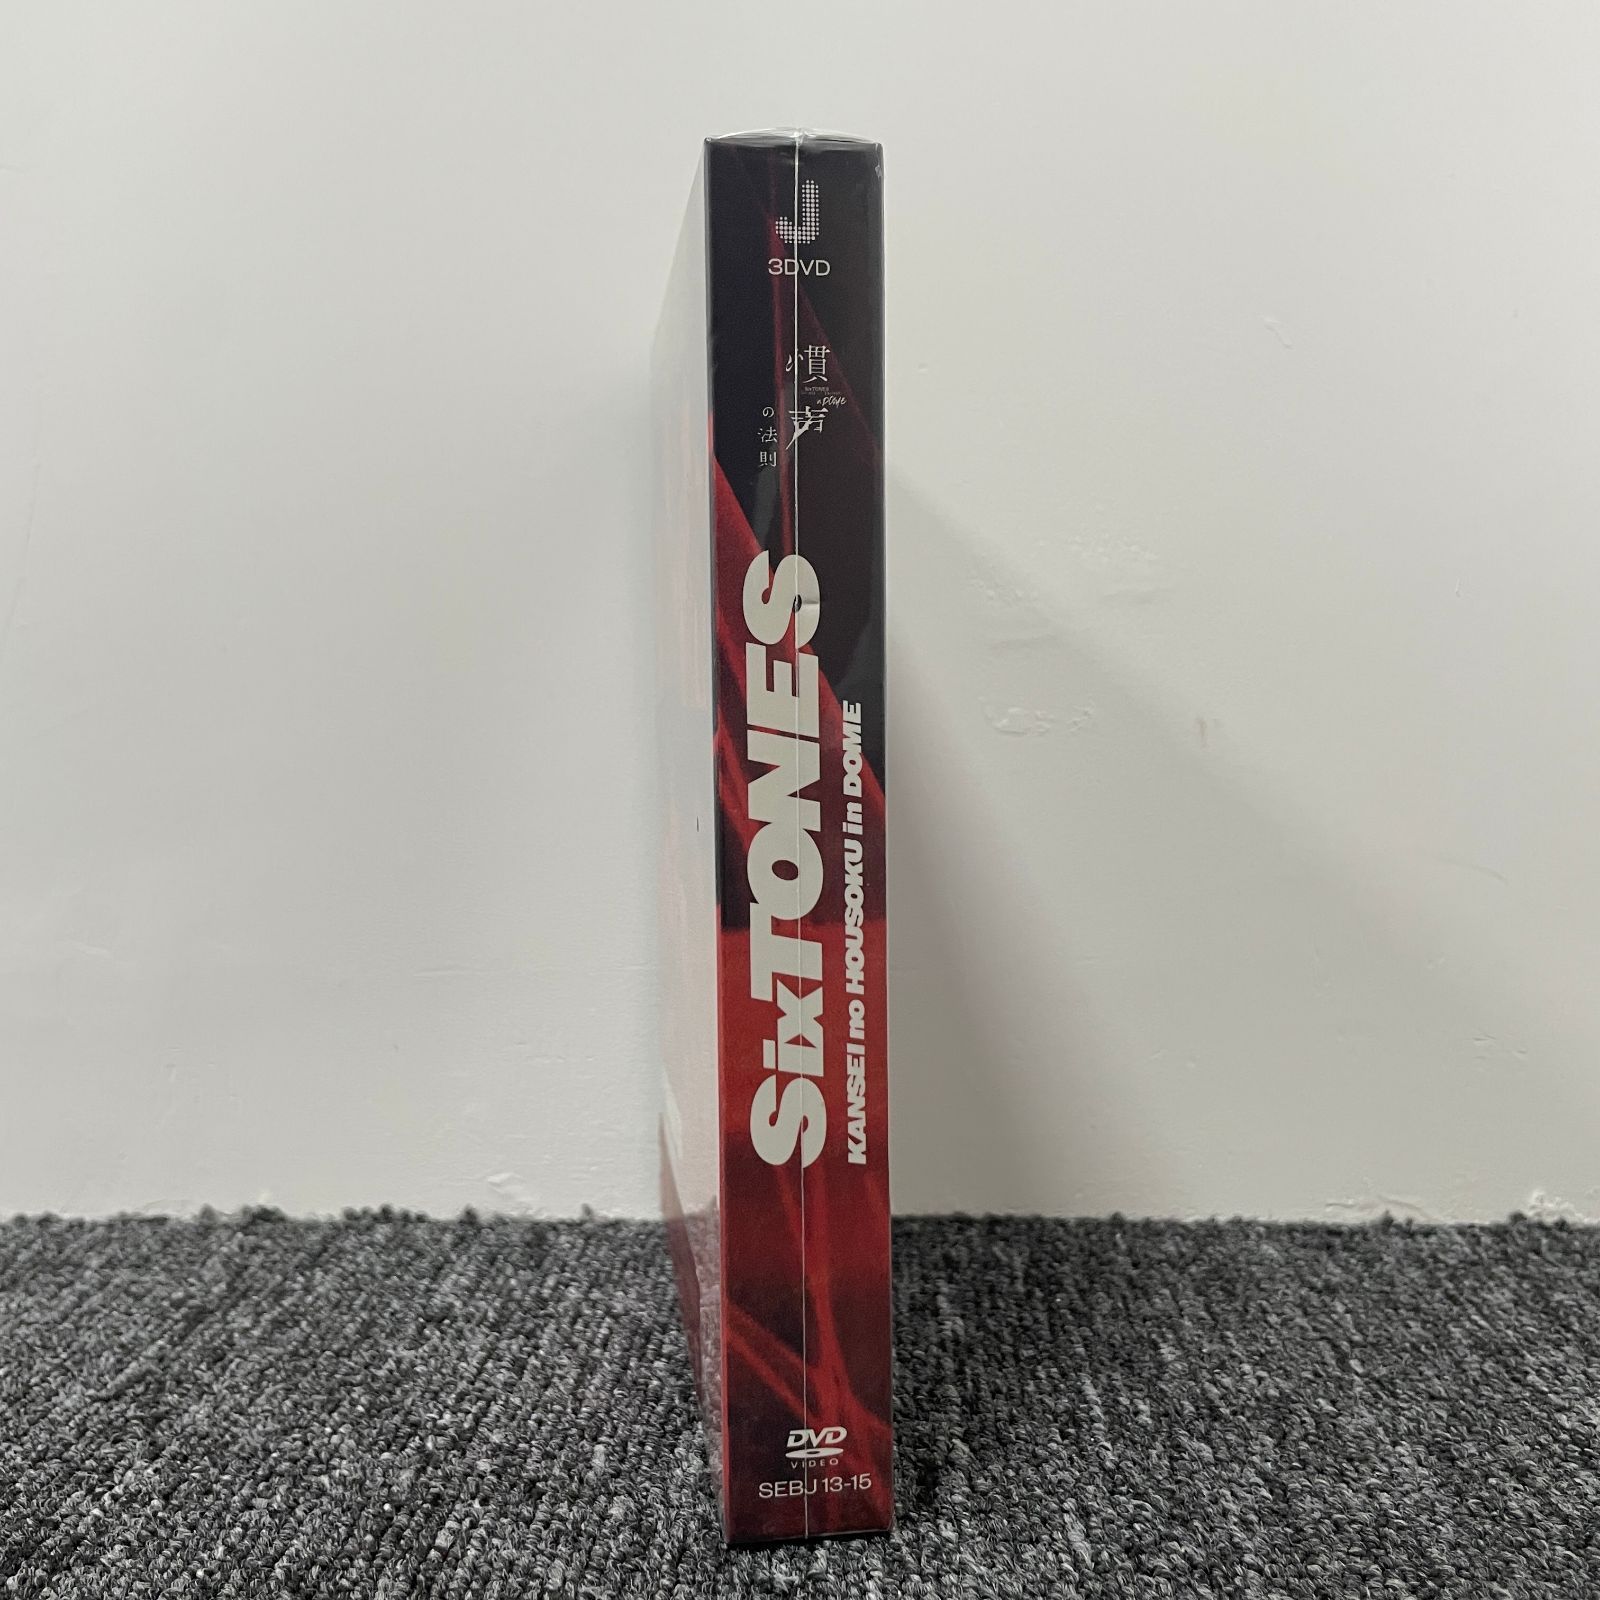 J
3DVD
慣声
の法則
SixTONES
KANSEI no HOUSOKU in DOME
DVD
VIDEO
SEBJ 13-15